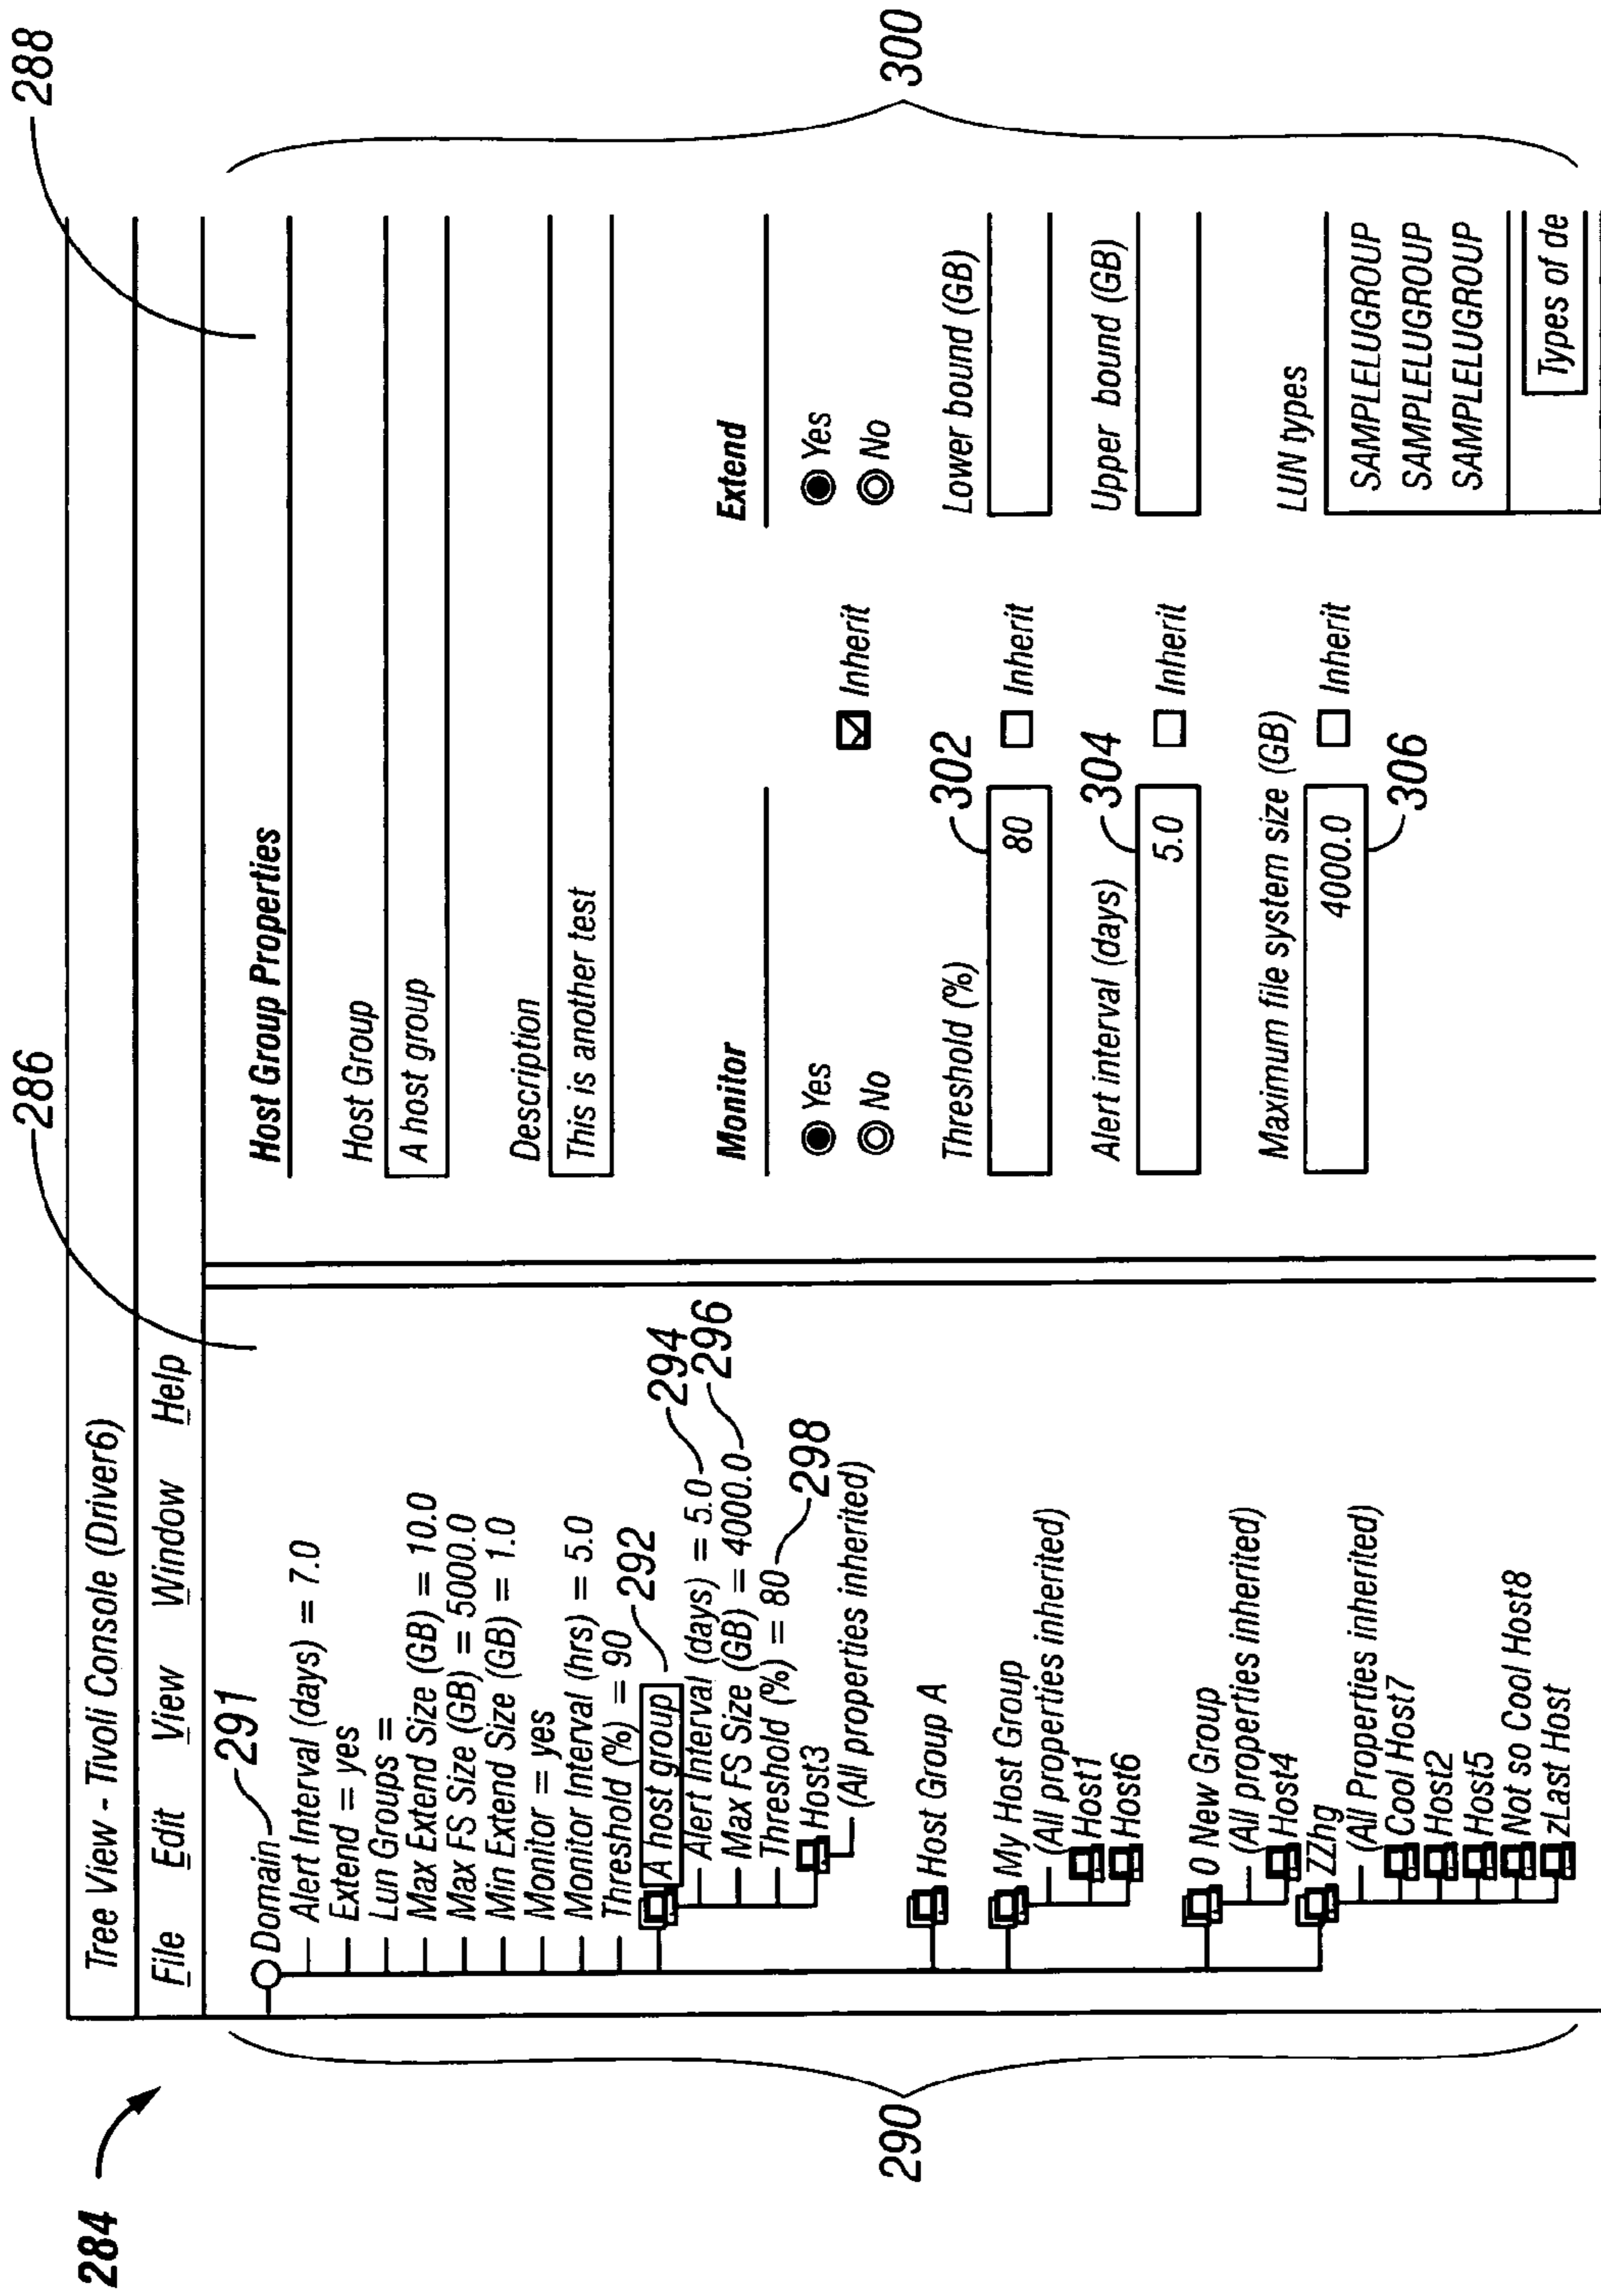 284
286
288
Tree View - Tivoli Console (Driver6)
File Edit View Window Help
290
Domain 291
Alert Interval (days) = 7.0
Extend = yes
Lun Groups =
Max Extend Size (GB) = 10.0
Max FS Size (GB) = 5000.0
Min Extend Size (GB) = 1.0
Monitor = yes
Monitor Interval (hrs) = 5.0
Threshold (%) = 90
A host group 292
Alert Interval (days) = 5.0 294
Max FS Size (GB) = 4000.0 296
Threshold (%) = 80 298
Host3
(All properties inherited)
Host Group A
My Host Group
(All properties inherited)
Host1
Host6
0 New Group
(All properties inherited)
Host4
ZZhg
(All Properties inherited)
Cool Host7
Host2
Host5
Not so Cool Host8
zLast Host
Host Group Properties
Host Group
A host group
Description
This is another test
Monitor
Yes
No
Inherit
Threshold (%)
302
80
Inherit
Alert interval (days)
304
5.0
Inherit
Maximum file system size (GB)
4000.0
Inherit
306
Extend
Yes
No
Lower bound (GB)
Upper bound (GB)
LUN types
SAMPLELUGROUP
SAMPLELUGROUP
SAMPLELUGROUP
Types of de
300